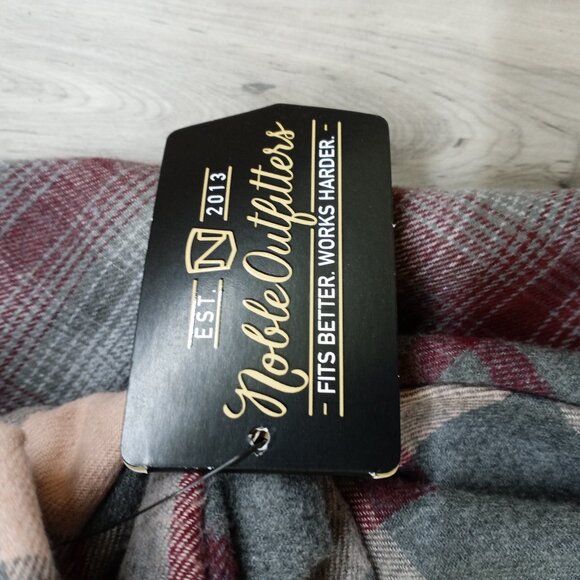 EST. N 2013
Noble Outfitters
- FITS BETTER. WORKS HARDER. -